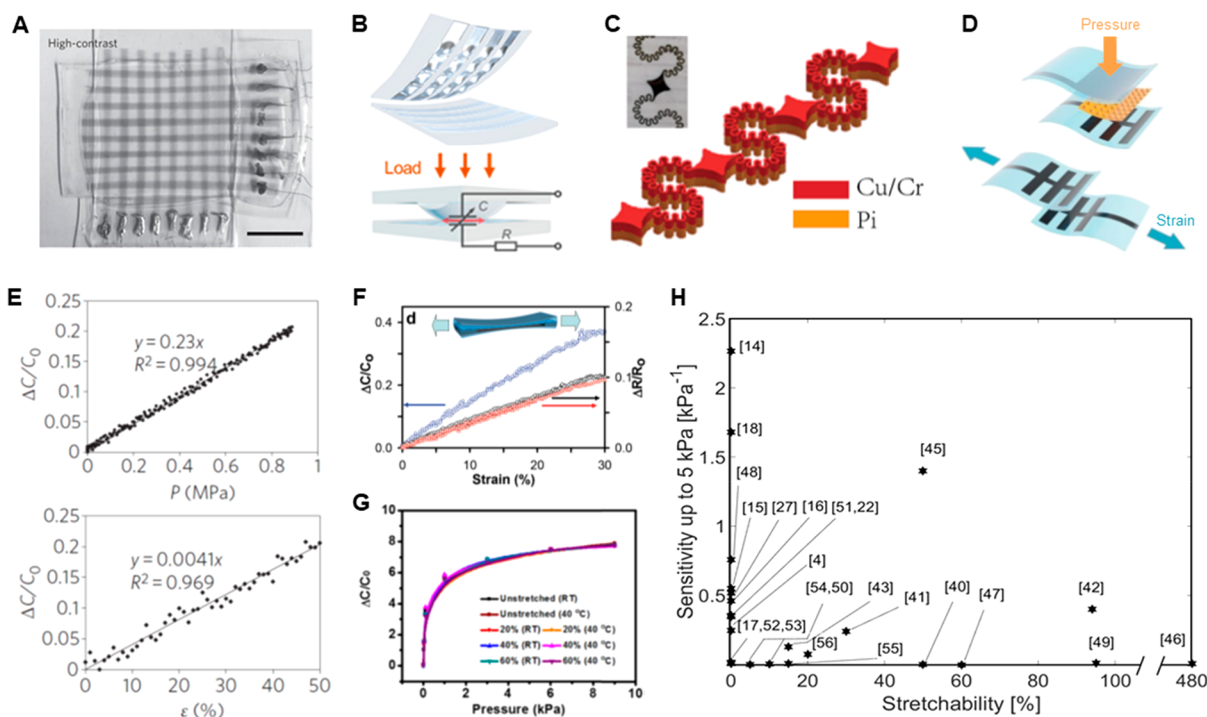 A
High-contrast
B
Load
C
R
C
Cu/Cr
Pi
D
Pressure
Strain
E
ΔC/C0
0.25
0.20
0.15
0.1
0.05
0
y = 0.23x
R² = 0.994
0 0.2 0.4 0.6 0.8 1
P (MPa)
ΔC/C0
0.25
0.20
0.15
0.1
0.05
0
y = 0.0041x
R² = 0.969
0 10 20 30 40 50
ε (%)
F
d
ΔC/C0
0.4
0.2
0.0
0.2
0.1
0.0
ΔR/R0
0 10 20 30
Strain (%)
G
ΔC/C0
10
8
6
4
2
0
Unstretched (RT)
Unstretched (40 °C)
20% (RT) 20% (40 °C)
40% (RT) 40% (40 °C)
60% (RT) 60% (40 °C)
0 2 4 6 8 10
Pressure (kPa)
H
Sensitivity up to 5 kPa [kPa⁻¹]
2.5
2
1.5
1
0.5
[14]
[18]
[45]
[48]
[15] [27] [16] [51,22]
[4]
[54,50] [43] [41] [40] [47] [42]
[17,52,53] [56] [55] [49] [46]
0 20 40 60 80 100 480
Stretchability [%]